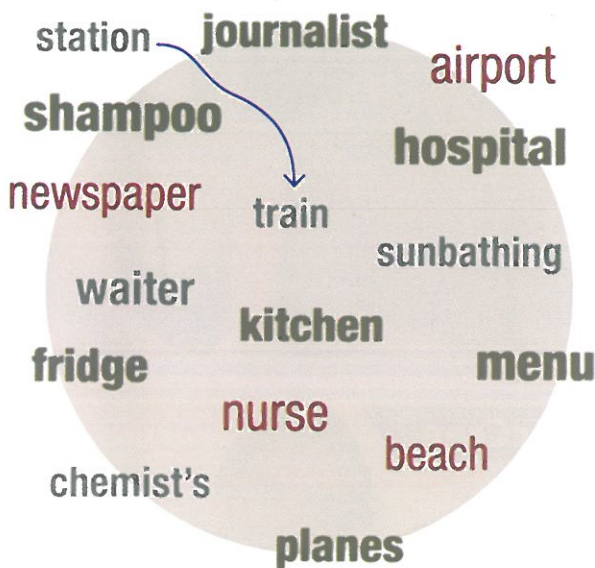 station
journalist
airport
shampoo
hospital
newspaper
train
sunbathing
waiter
kitchen
fridge
menu
nurse
beach
chemist's
planes